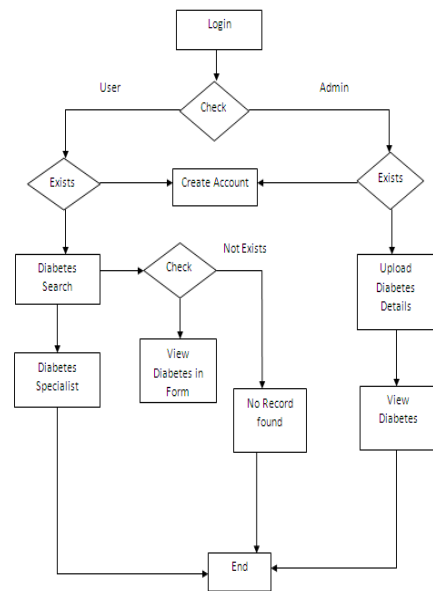 Login
User
Admin
Check
Exists
Create Account
Exists
Not Exists
Diabetes
Search
Check
Upload
Diabetes
Details
View
Diabetes in
Form
Diabetes
Specialist
No Record
found
View
Diabetes
End